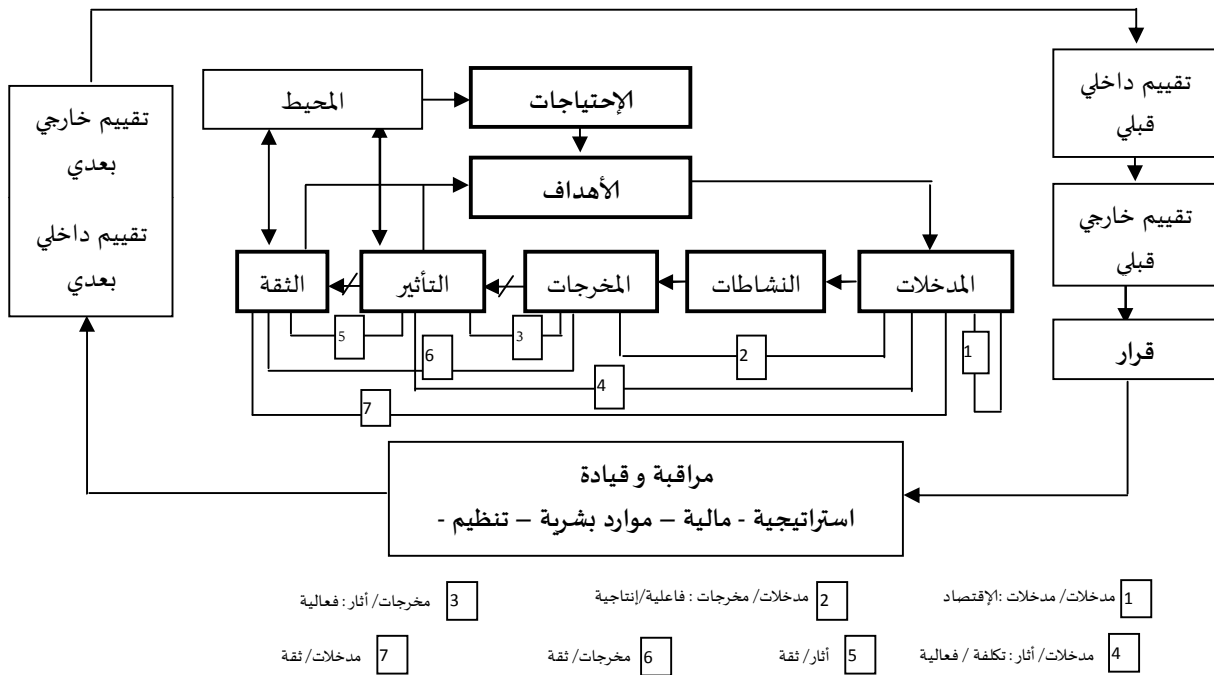 تقييم داخلي
قبلي
تقييم خارجي
قبلي
قرار
المحيط
الإحتياجات
الأهداف
تقييم خارجي
بعدي
تقييم داخلي
بعدي
المدخلات
النشاطات
المخرجات
التأثير
الثقة
1
2
3
5
6
4
7
مراقبة و قيادة
استراتيجية - مالية – موارد بشرية – تنظيم -
1 مدخلات/ مدخلات :الإقتصاد
2 مدخلات/ مخرجات : فاعلية/إنتاجية
3 مخرجات/ أثار : فعالية
4 مدخلات/ أثار : تكلفة / فعالية
5 أثار/ ثقة
6 مخرجات/ ثقة
7 مدخلات/ ثقة